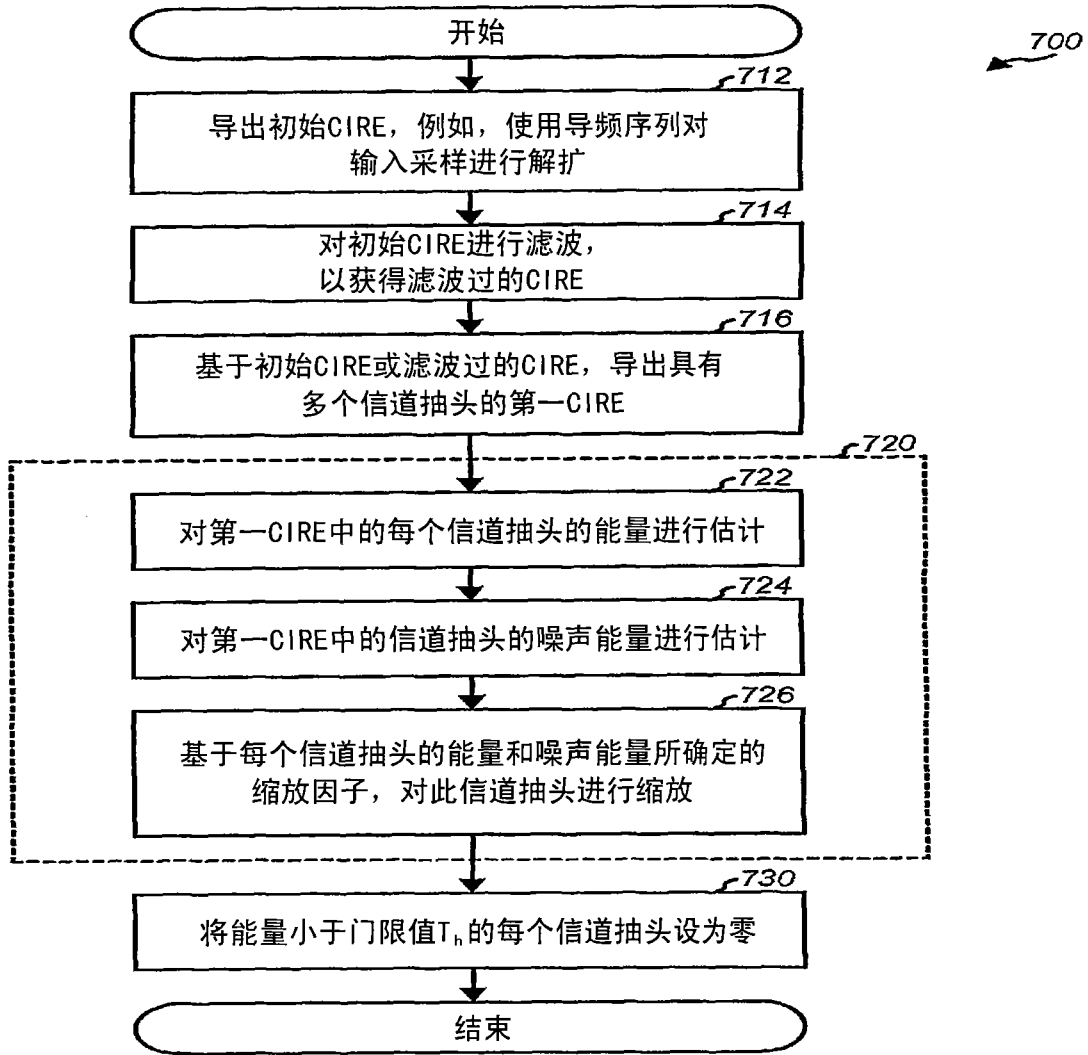 开始
700
712
导出初始CIRE，例如，使用导频序列对
输入采样进行解扩
714
对初始CIRE进行滤波，
以获得滤波过的CIRE
716
基于初始CIRE或滤波过的CIRE，导出具有
多个信道抽头的第一CIRE
720
722
对第一CIRE中的每个信道抽头的能量进行估计
724
对第一CIRE中的信道抽头的噪声能量进行估计
726
基于每个信道抽头的能量和噪声能量所确定的
缩放因子，对此信道抽头进行缩放
730
将能量小于门限值Tₕ的每个信道抽头设为零
结束